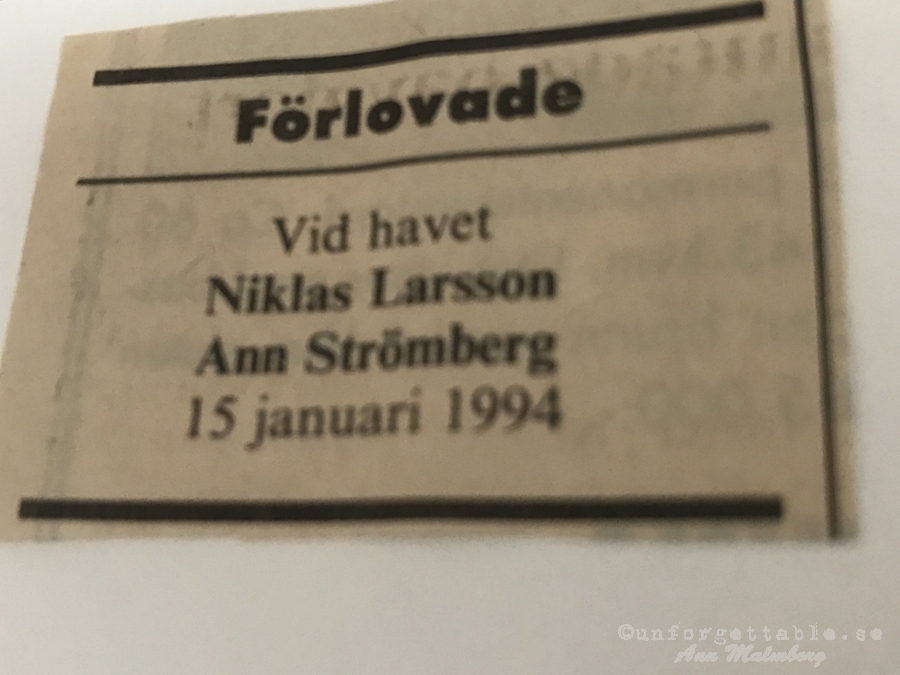 Förlovade
Vid havet
Niklas Larsson
Ann Strömberg
15 januari 1994
©unforgettable.se
Ann Malmberg